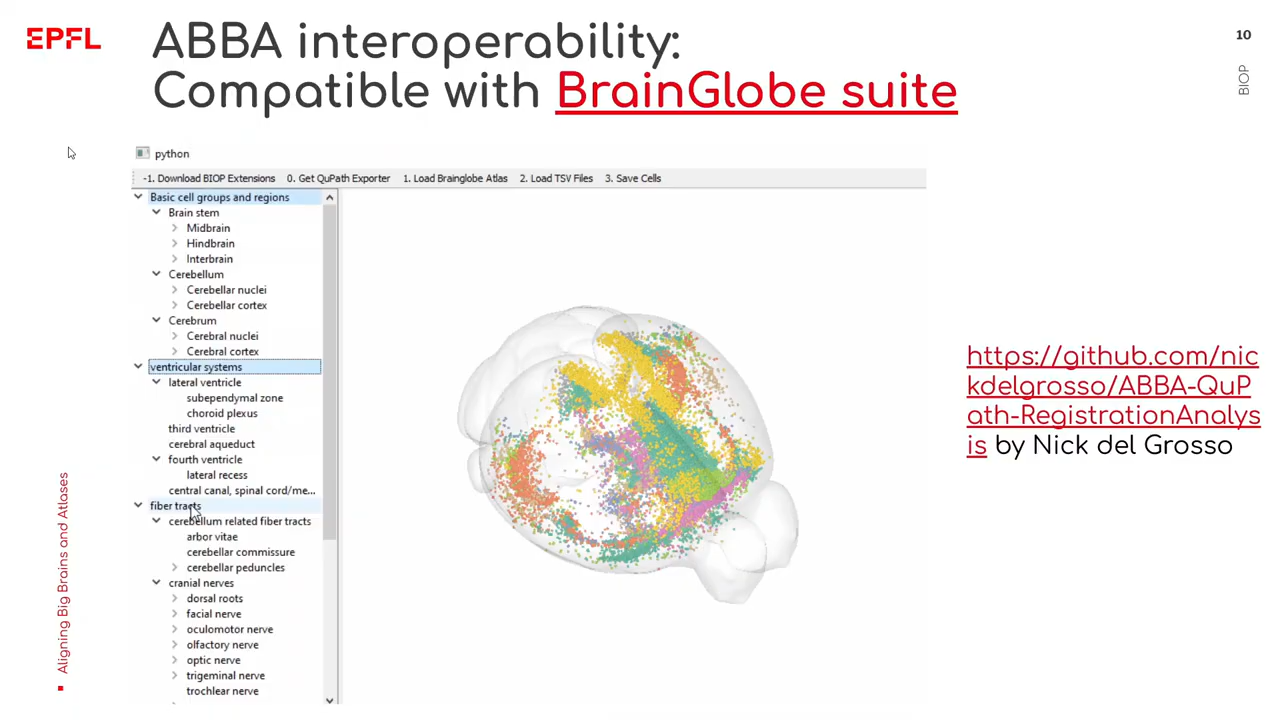 EPFL
ABBA interoperability:
Compatible with BrainGlobe suite
10
BIOP
python
-1. Download BIOP Extensions 0. Get QuPath Exporter 1. Load Brainglobe Atlas 2. Load TSV Files 3. Save Cells
Basic cell groups and regions
Brain stem
Midbrain
Hindbrain
Interbrain
Cerebellum
Cerebellar nuclei
Cerebellar cortex
Cerebrum
Cerebral nuclei
Cerebral cortex
ventricular systems
lateral ventricle
subependymal zone
choroid plexus
third ventricle
cerebral aqueduct
fourth ventricle
lateral recess
central canal, spinal cord/me...
fiber tracts
cerebellum related fiber tracts
arbor vitae
cerebellar commissure
cerebellar peduncles
cranial nerves
dorsal roots
facial nerve
oculomotor nerve
olfactory nerve
optic nerve
trigeminal nerve
trochlear nerve
https://github.com/nic
kdelgrosso/ABBA-QuP
ath-RegistrationAnalys
is by Nick del Grosso
Aligning Big Brains and Atlases